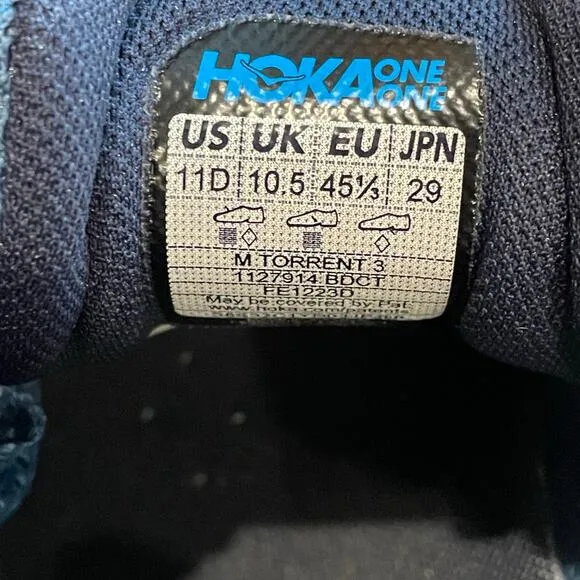 HOKA ONE ONE
US UK EU JPN
11D 10.5 45⅓ 29
M TORRENT 3
1127914 BDCT
FE1223D
May be covered by Pat.